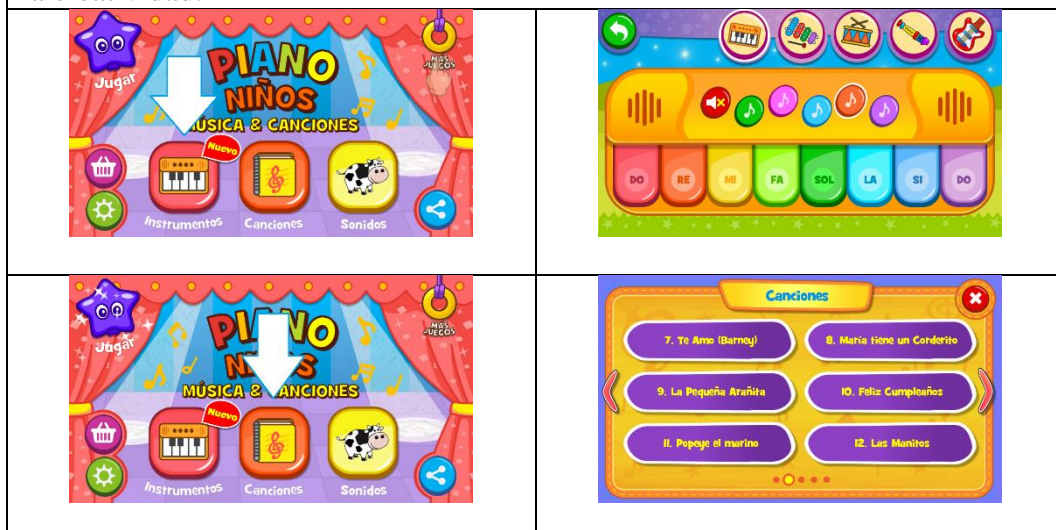 Jugar
PIANO
NIÑOS
MÚSICA & CANCIONES
MÁS
JUEGOS
Nuevo
Instrumentos
Canciones
Sonidos
DO RE MI FA SOL LA SI DO
Jugar
PIANO
MÚSICA & CANCIONES
MÁS
JUEGOS
Nuevo
Instrumentos
Canciones
Sonidos
Canciones
7. Te Amo (Barney)
8. María tiene un Corderito
9. La Pequeña Arañita
10. Feliz Cumpleaños
11. Popeye el marino
12. Las Manitos